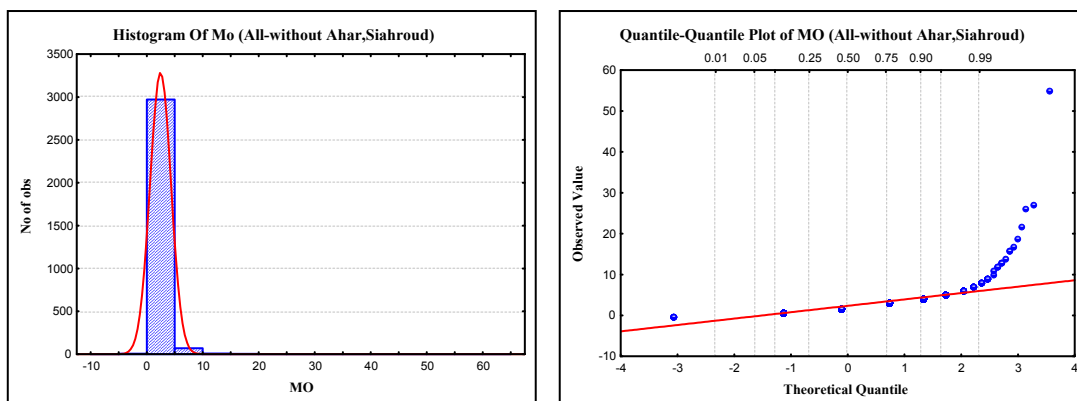 Histogram Of Mo (All-without Ahar,Siahroud)
3500
3000
2500
2000
1500
1000
500
0
No of obs
-10 0 10 20 30 40 50 60
MO
Quantile-Quantile Plot of MO (All-without Ahar,Siahroud)
0.01 0.05 0.25 0.50 0.75 0.90 0.99
60
50
40
30
20
10
0
-10
Observed Value
-4 -3 -2 -1 0 1 2 3 4
Theoretical Quantile